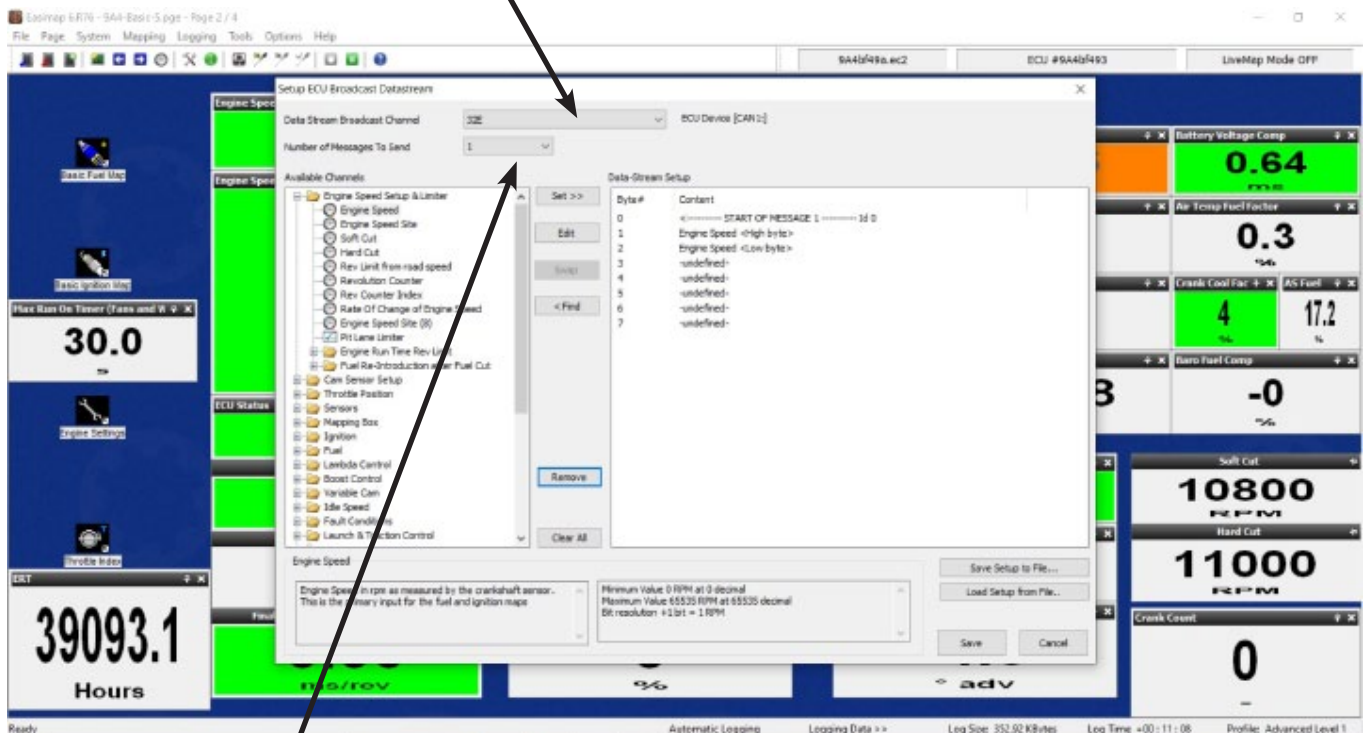 Easimap 6.R76 - 9A4-Basic-5.pge - Page 2 / 4
File Page System Mapping Logging Tools Options Help
9A4bf49a.ec2
ECU #9A4bf493
LiveMap Mode OFF
Setup ECU Broadcast Datastream
Data Stream Broadcast Channel
32E
ECU Device [CAN1:]
Number of Messages To Send
1
Available Channels
Data-Stream Setup
Engine Speed Setup & Limiter
Engine Speed
Engine Speed Site
Soft Cut
Hard Cut
Rev Limit from road speed
Revolution Counter
Rev Counter Index
Rate Of Change of Engine Speed
Engine Speed Site (8)
Pit Lane Limiter
Engine Run Time Rev Limit
Fuel Re-Introduction after Fuel Cut
Cam Sensor Setup
Throttle Position
Sensors
Mapping Box
Ignition
Fuel
Lambda Control
Boost Control
Variable Cam
Idle Speed
Fault Conditions
Launch & Traction Control
Set >>
Edit
Swap
< Find
Remove
Clear All
Byte# Content
0 <--------- START OF MESSAGE 1 --------- Id 0
1 Engine Speed <High byte>
2 Engine Speed <Low byte>
3 -undefined-
4 -undefined-
5 -undefined-
6 -undefined-
7 -undefined-
Engine Speed
Engine Speed in rpm as measured by the crankshaft sensor.
This is the primary input for the fuel and ignition maps
Minimum Value 0 RPM at 0 decimal
Maximum Value 65535 RPM at 65535 decimal
Bit resolution +1 bit = 1 RPM
Save Setup to File...
Load Setup from File...
Save
Cancel
Basic Fuel Map
Basic Ignition Map
Max Run On Timer (Fans and W
30.0
s
Engine Settings
Throttle Index
ERT
39093.1
Hours
Engine Spee
Engine Spee
ECU Status
Final
ms/rev
%
° adv
Battery Voltage Comp
0.64
ms
Air Temp Fuel Factor
0.3
%
Crank Cool Fac
4
%
AS Fuel
17.2
%
Baro Fuel Comp
-0
%
Soft Cut
10800
RPM
Hard Cut
11000
RPM
Crank Count
0
-
Ready
Automatic Logging
Logging Data >>
Log Size 352.92 KBytes
Log Time +00:11:08
Profile: Advanced Level 1